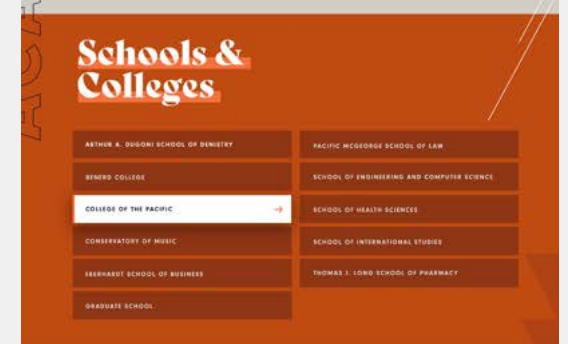 ACA
Schools &
Colleges
ARTHUR A. DUGONI SCHOOL OF DENISTRY
BENERD COLLEGE
COLLEGE OF THE PACIFIC
CONSERVATORY OF MUSIC
EBERHARDT SCHOOL OF BUSINESS
GRADUATE SCHOOL
PACIFIC MCGEORGE SCHOOL OF LAW
SCHOOL OF ENGINEERING AND COMPUTER SCIENCE
SCHOOL OF HEALTH SCIENCES
SCHOOL OF INTERNATIONAL STUDIES
THOMAS J. LONG SCHOOL OF PHARMACY